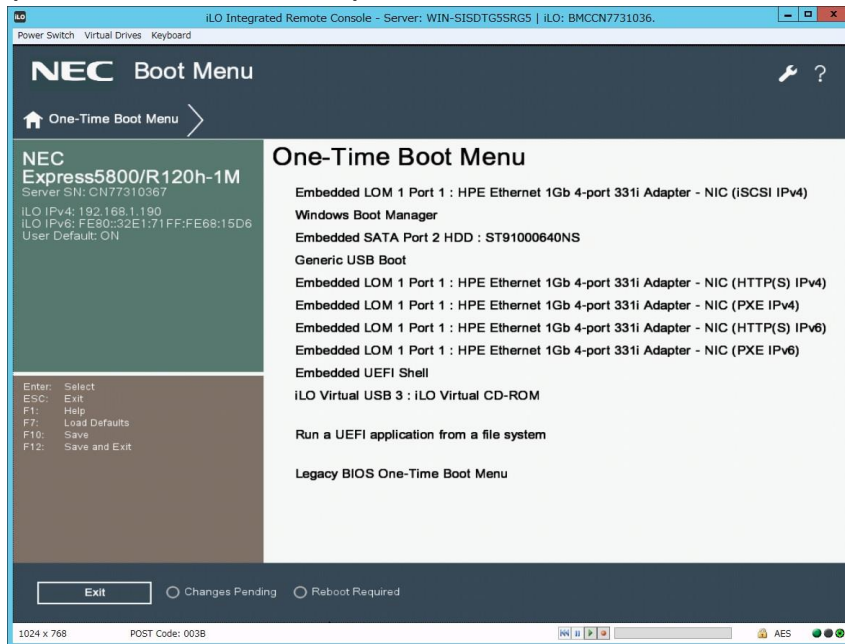 iLO Integrated Remote Console - Server: WIN-SISDTG5SRG5 | iLO: BMCCN7731036.
Power Switch Virtual Drives Keyboard
NEC Boot Menu
?
One-Time Boot Menu
NEC
Express5800/R120h-1M
Server SN: CN77310367
iLO IPv4: 192.168.1.190
iLO IPv6: FE80::32E1:71FF:FE68:15D6
User Default: ON
Enter: Select
ESC: Exit
F1: Help
F7: Load Defaults
F10: Save
F12: Save and Exit
One-Time Boot Menu
Embedded LOM 1 Port 1 : HPE Ethernet 1Gb 4-port 331i Adapter - NIC (iSCSI IPv4)
Windows Boot Manager
Embedded SATA Port 2 HDD : ST91000640NS
Generic USB Boot
Embedded LOM 1 Port 1 : HPE Ethernet 1Gb 4-port 331i Adapter - NIC (HTTP(S) IPv4)
Embedded LOM 1 Port 1 : HPE Ethernet 1Gb 4-port 331i Adapter - NIC (PXE IPv4)
Embedded LOM 1 Port 1 : HPE Ethernet 1Gb 4-port 331i Adapter - NIC (HTTP(S) IPv6)
Embedded LOM 1 Port 1 : HPE Ethernet 1Gb 4-port 331i Adapter - NIC (PXE IPv6)
Embedded UEFI Shell
iLO Virtual USB 3 : iLO Virtual CD-ROM
Run a UEFI application from a file system
Legacy BIOS One-Time Boot Menu
Exit
Changes Pending
Reboot Required
1024 x 768
POST Code: 003B
AES